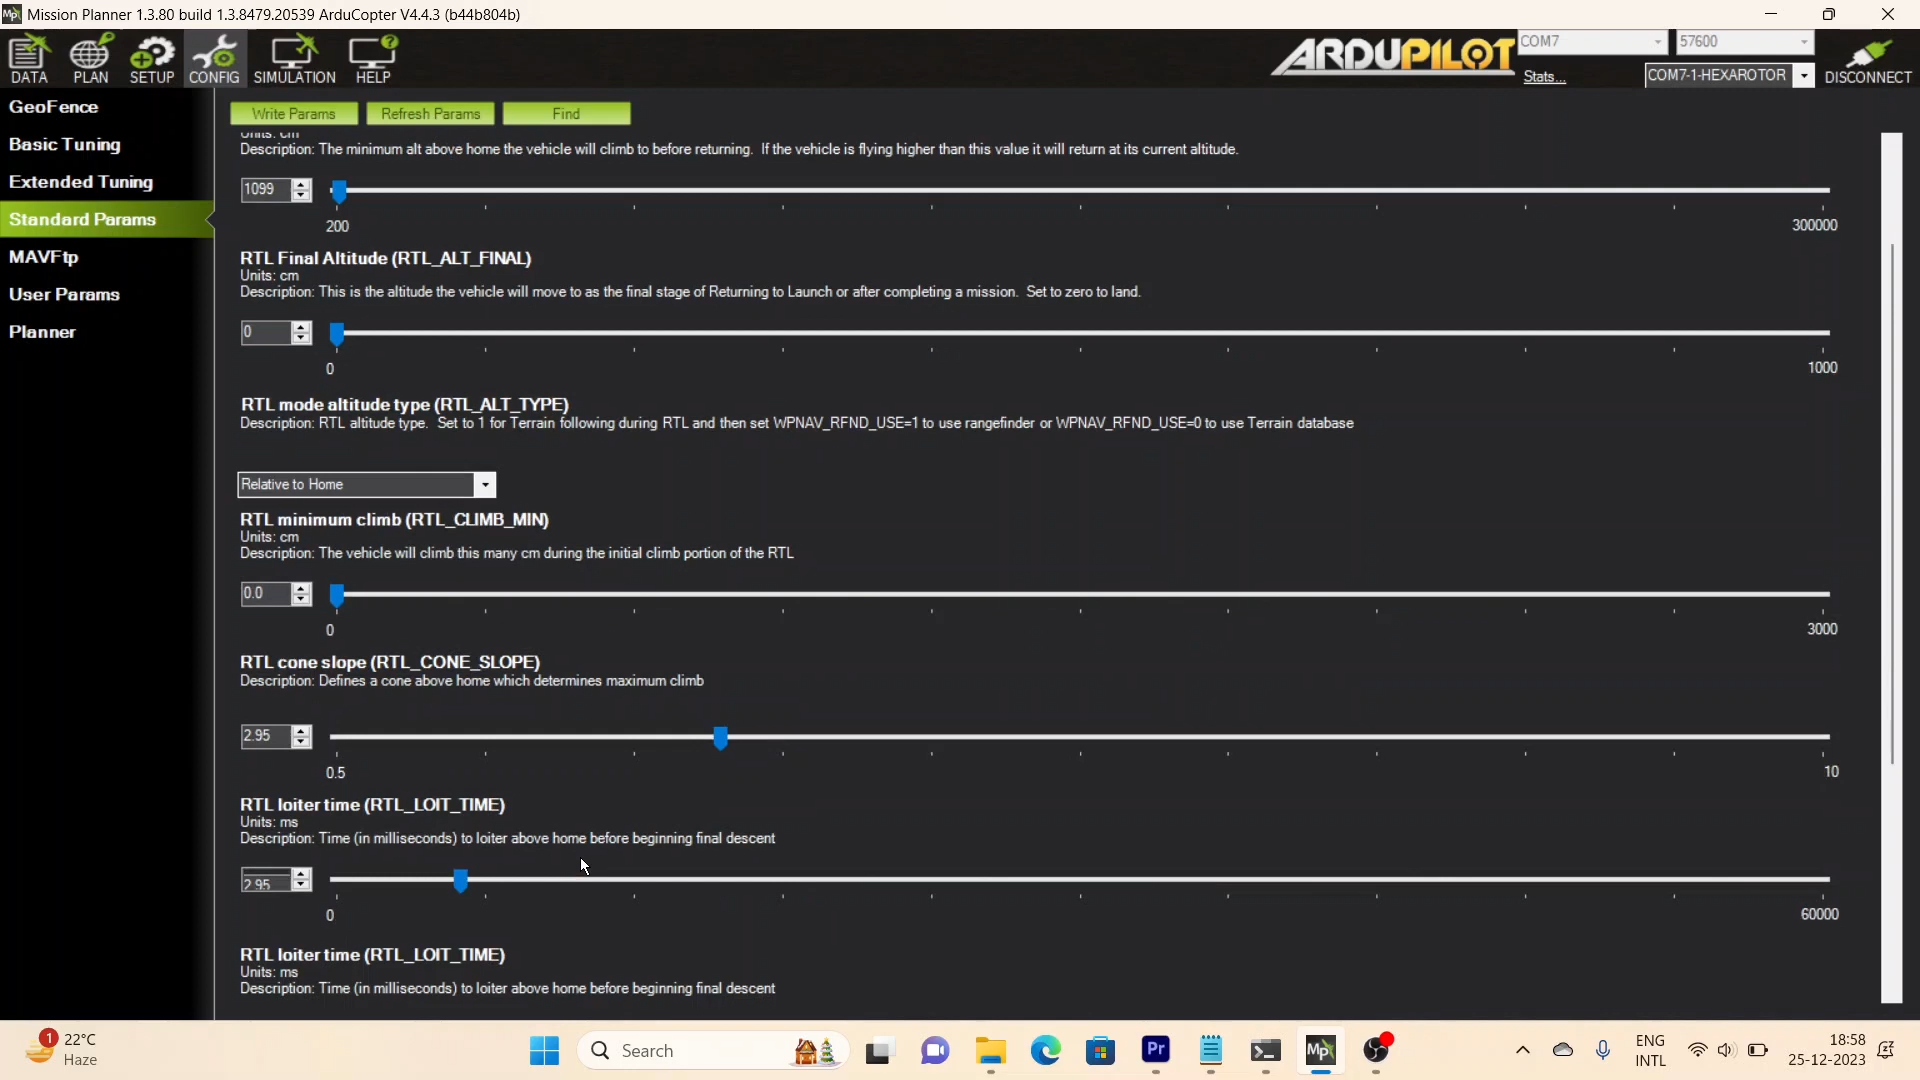 Mission Planner 1.3.80 build 1.3.8479.20539 ArduCopter V4.4.3 (b44b804b)
DATA PLAN SETUP CONFIG SIMULATION HELP
ARDUPILOT
COM7 57600
Stats... COM7-1-HEXAROTOR DISCONNECT
GeoFence
Basic Tuning
Extended Tuning
Standard Params
MAVFtp
User Params
Planner
Write Params Refresh Params Find
Units: cm
Description: The minimum alt above home the vehicle will climb to before returning. If the vehicle is flying higher than this value it will return at its current altitude.
1099
200 300000
RTL Final Altitude (RTL_ALT_FINAL)
Units: cm
Description: This is the altitude the vehicle will move to as the final stage of Returning to Launch or after completing a mission. Set to zero to land.
0
0 1000
RTL mode altitude type (RTL_ALT_TYPE)
Description: RTL altitude type. Set to 1 for Terrain following during RTL and then set WPNAV_RFND_USE=1 to use rangefinder or WPNAV_RFND_USE=0 to use Terrain database
Relative to Home
RTL minimum climb (RTL_CLIMB_MIN)
Units: cm
Description: The vehicle will climb this many cm during the initial climb portion of the RTL
0.0
0 3000
RTL cone slope (RTL_CONE_SLOPE)
Description: Defines a cone above home which determines maximum climb
2.95
0.5 10
RTL loiter time (RTL_LOIT_TIME)
Units: ms
Description: Time (in milliseconds) to loiter above home before beginning final descent
2.95
0 60000
RTL loiter time (RTL_LOIT_TIME)
Units: ms
Description: Time (in milliseconds) to loiter above home before beginning final descent
1 22°C
Haze
Search
Pr
Mp
ENG
INTL
18:58
25-12-2023